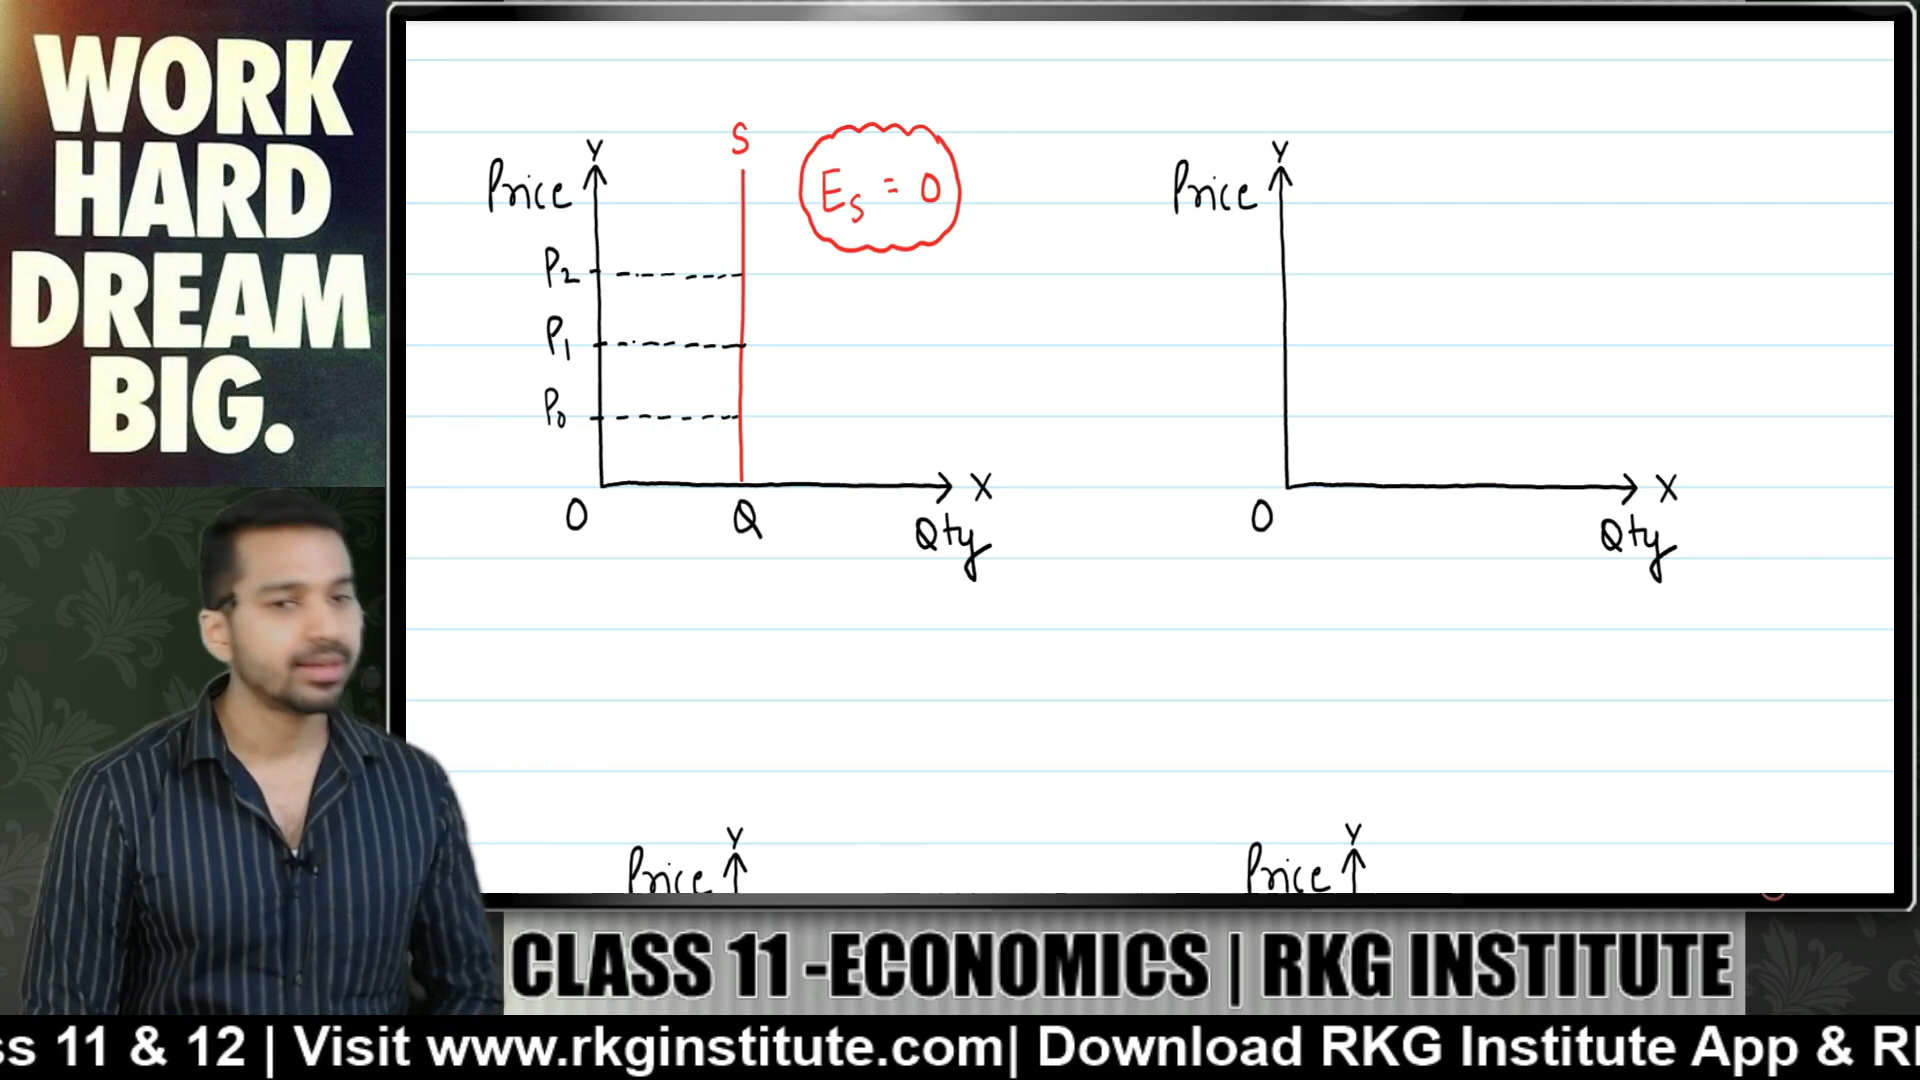 WORK
HARD
DREAM
BIG.
Y
Price
S
E_S = 0
P₂
P₁
P₀
O
Q
X
Qty
Y
Price
O
X
Qty
Y
Price
Y
Price
CLASS 11 -ECONOMICS | RKG INSTITUTE
ss 11 & 12 | Visit www.rkginstitute.com| Download RKG Institute App &